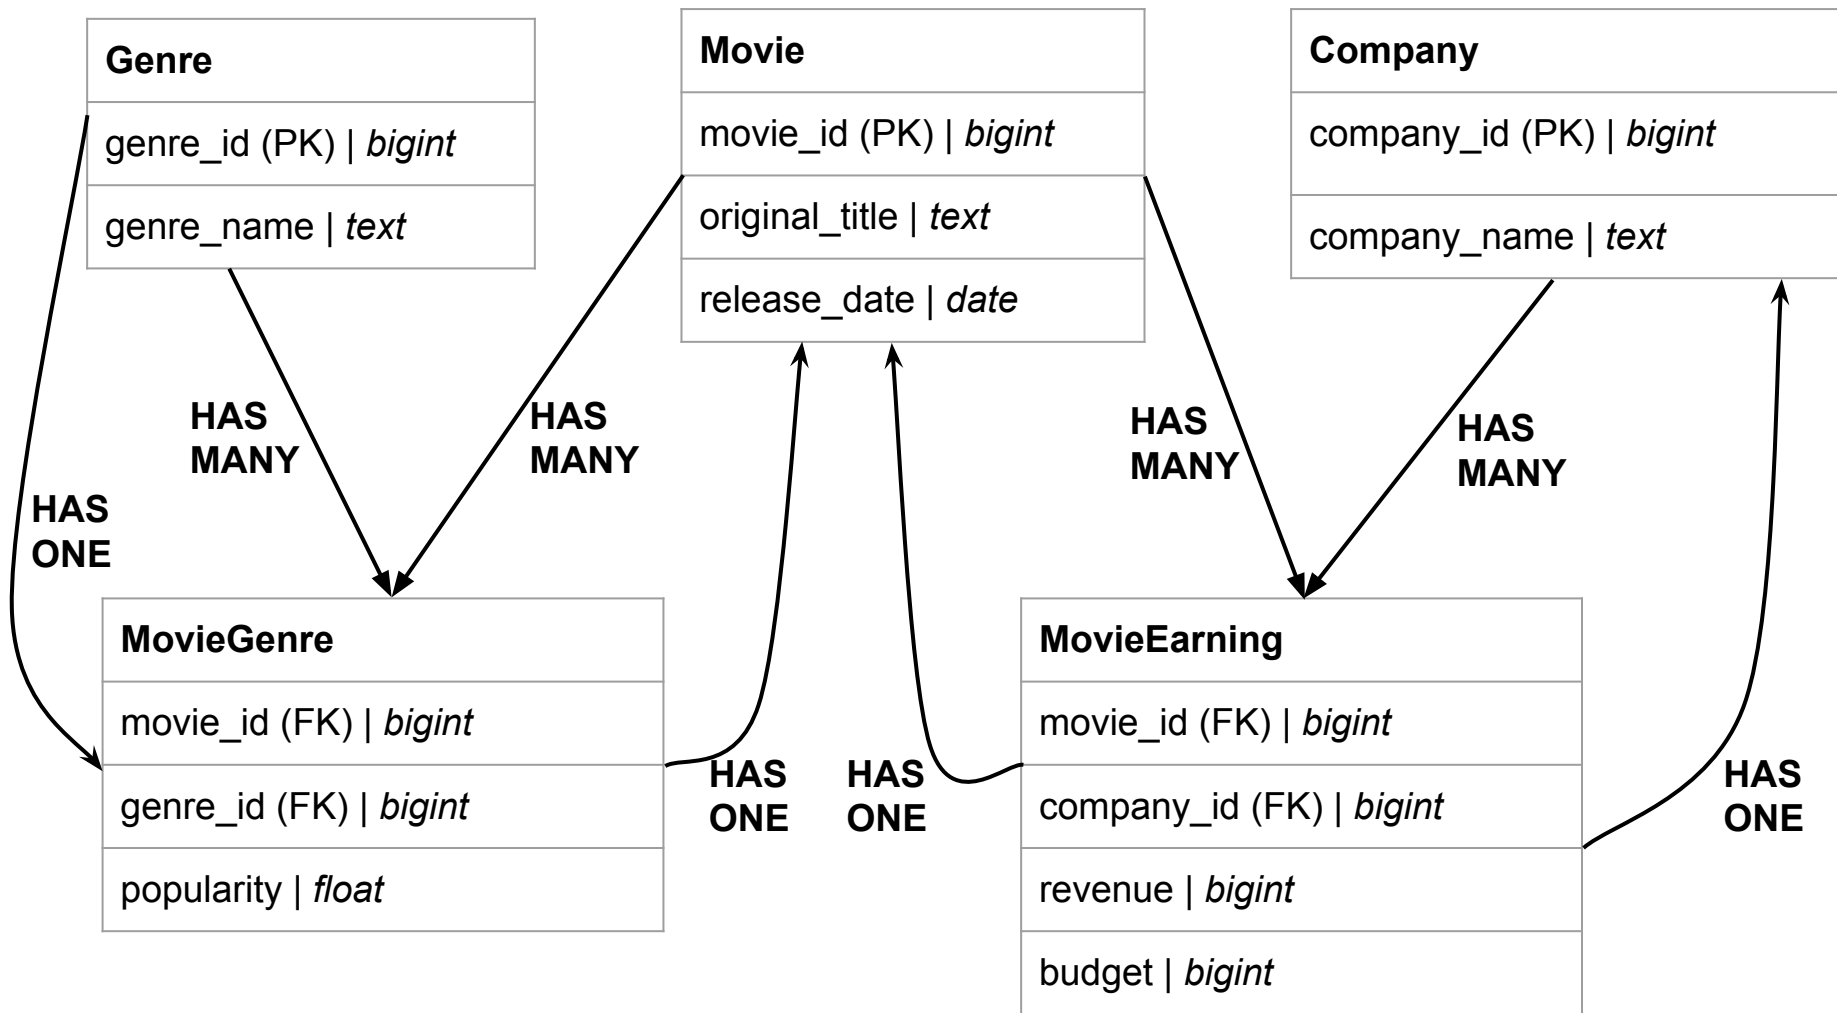 Genre
genre_id (PK) | bigint
genre_name | text
Movie
movie_id (PK) | bigint
original_title | text
release_date | date
Company
company_id (PK) | bigint
company_name | text
HAS
MANY
HAS
MANY
HAS
MANY
HAS
MANY
HAS
ONE
MovieGenre
movie_id (FK) | bigint
genre_id (FK) | bigint
popularity | float
HAS
ONE
HAS
ONE
MovieEarning
movie_id (FK) | bigint
company_id (FK) | bigint
revenue | bigint
budget | bigint
HAS
ONE